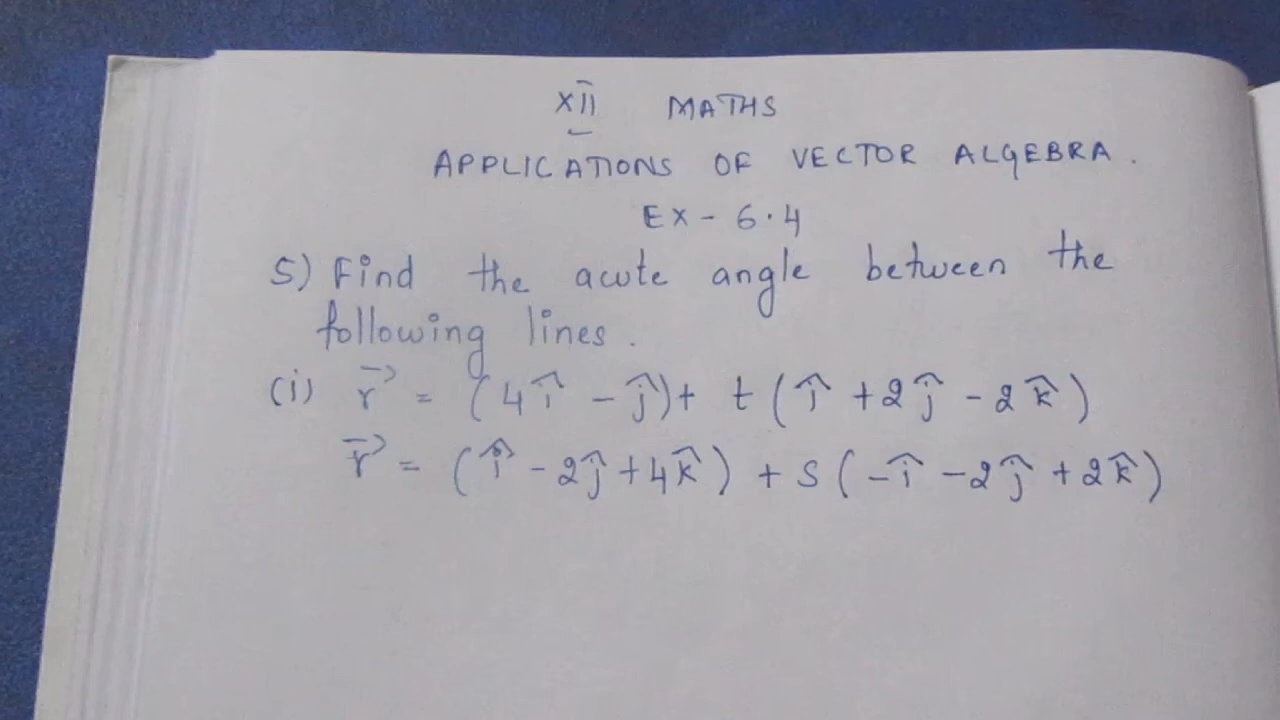 XII MATHS
APPLICATIONS OF VECTOR ALGEBRA.
EX - 6.4
5) Find the acute angle between the
following lines.
(i) r⃗ = (4î - ĵ) + t (î + 2ĵ - 2k̂)
r⃗ = (î - 2ĵ + 4k̂) + s (-î - 2ĵ + 2k̂)